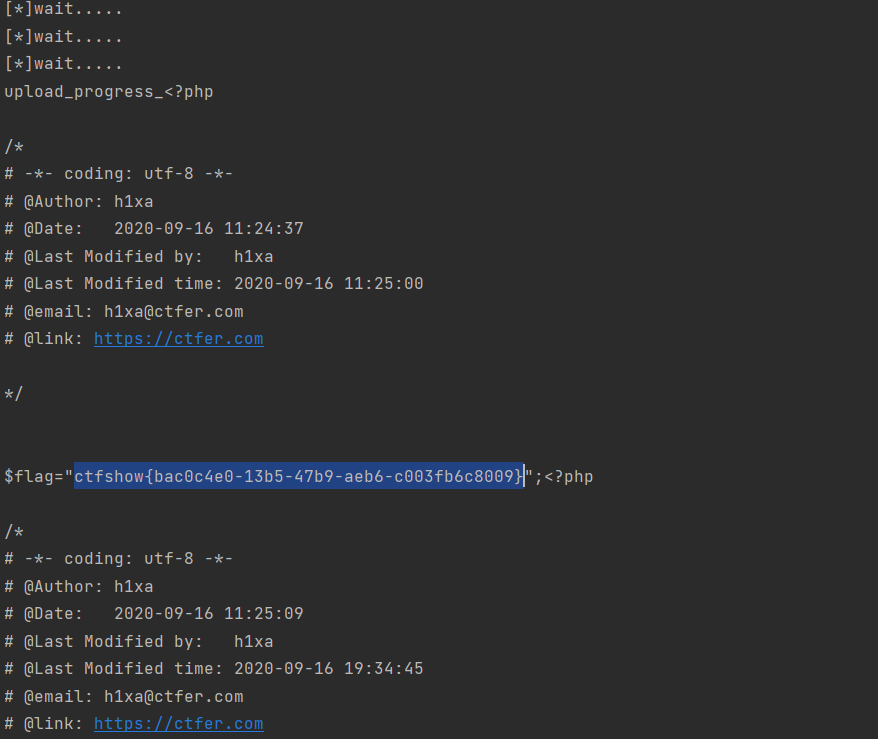 [*]wait.....
[*]wait.....
[*]wait.....
upload_progress_<?php
/*
# -*- coding: utf-8 -*-
# @Author: h1xa
# @Date:   2020-09-16 11:24:37
# @Last Modified by:   h1xa
# @Last Modified time: 2020-09-16 11:25:00
# @email: h1xa@ctfer.com
# @link: https://ctfer.com
*/
$flag="ctfshow{bac0c4e0-13b5-47b9-aeb6-c003fb6c8009}";<?php
/*
# -*- coding: utf-8 -*-
# @Author: h1xa
# @Date:   2020-09-16 11:25:09
# @Last Modified by:   h1xa
# @Last Modified time: 2020-09-16 19:34:45
# @email: h1xa@ctfer.com
# @link: https://ctfer.com